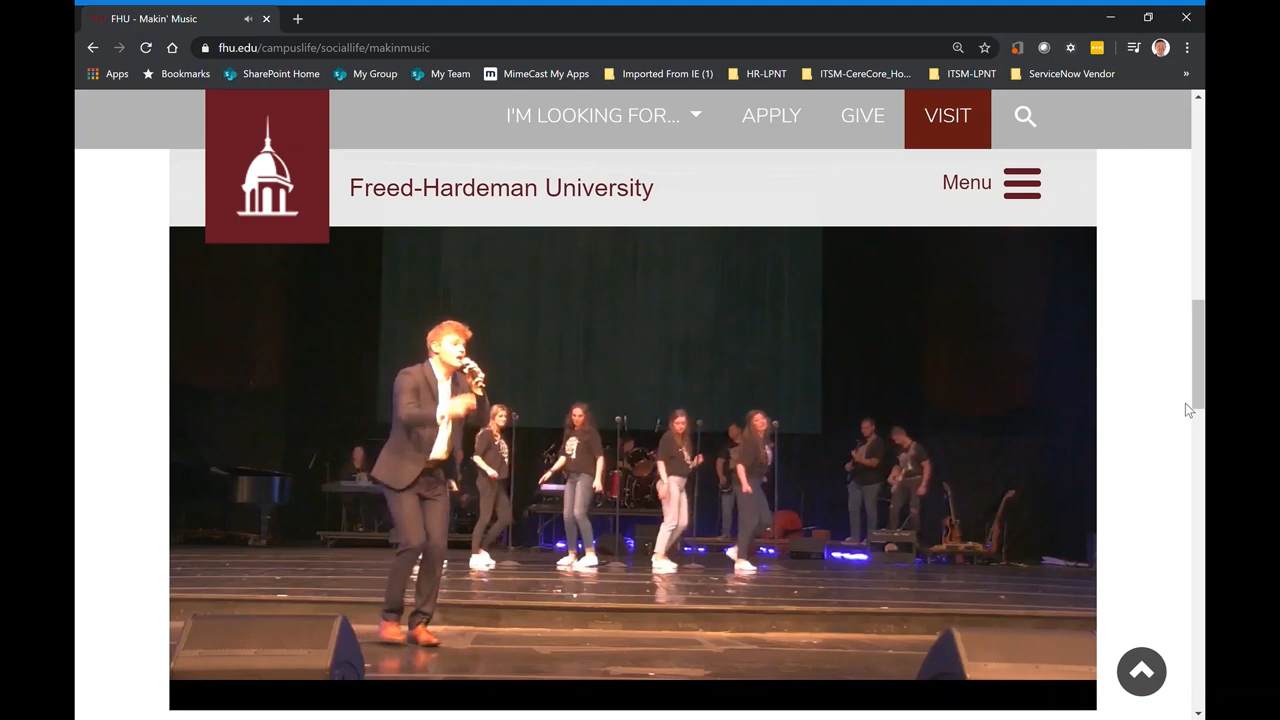 FHU - Makin' Music
fhu.edu/campuslife/sociallife/makinmusic
Apps Bookmarks SharePoint Home My Group My Team MimeCast My Apps Imported From IE (1) HR-LPNT ITSM-CereCore_Ho... ITSM-LPNT ServiceNow Vendor »
I'M LOOKING FOR... APPLY GIVE VISIT
Freed-Hardeman University
Menu